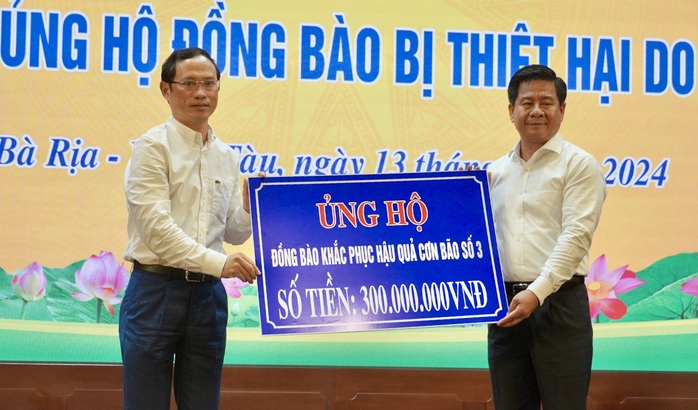 ỦNG HỘ ĐỒNG BÀO BỊ THIỆT HẠI DO
Bà Rịa - Tàu, ngày 13 tháng 2024
ỦNG HỘ
ĐỒNG BÀO KHẮC PHỤC HẬU QUẢ CƠN BÃO SỐ 3
SỐ TIỀN: 300.000.000VNĐ